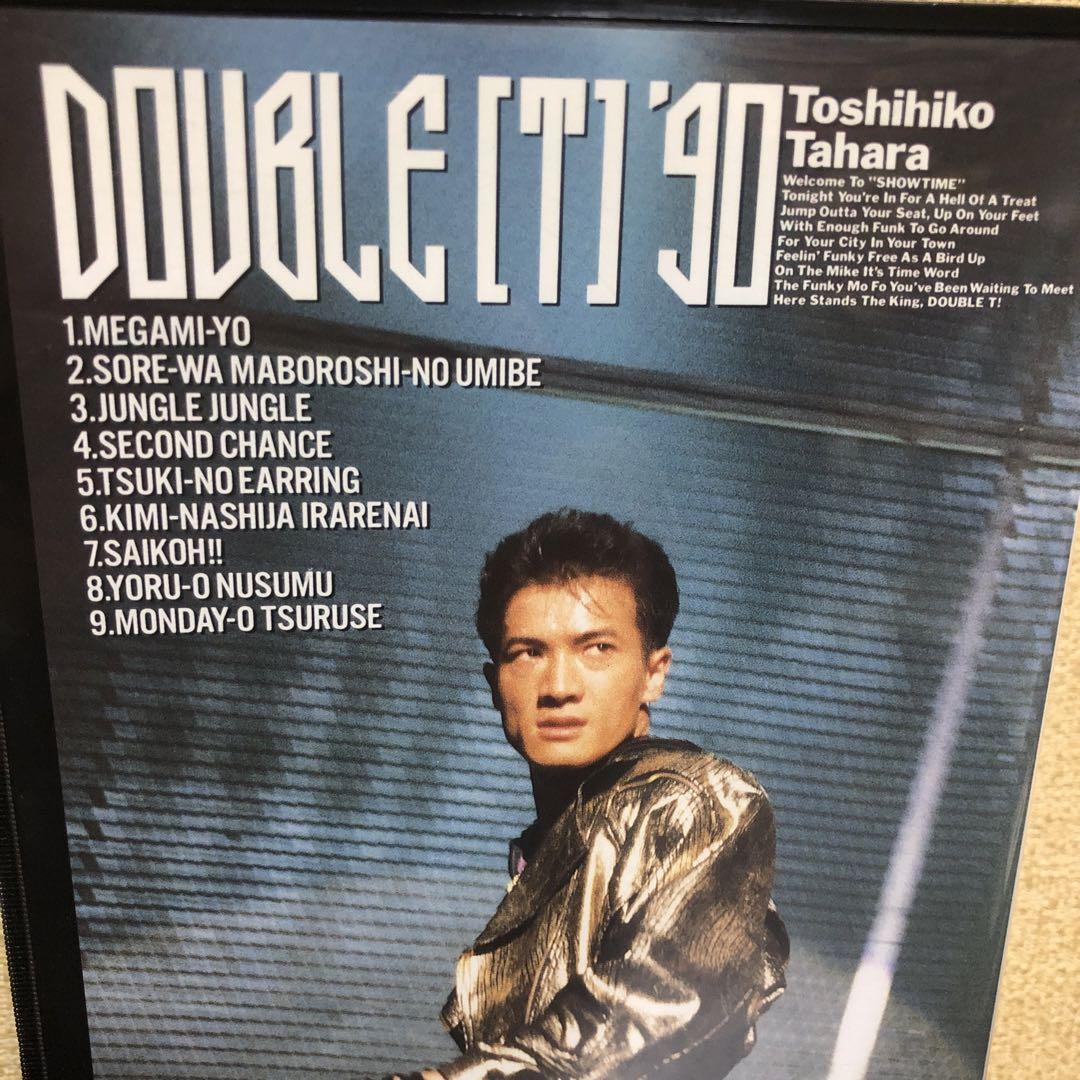 DOUBLE [T] '90
Toshihiko
Tahara
Welcome To "SHOWTIME"
Tonight You're In For A Hell Of A Treat
Jump Outta Your Seat, Up On Your Feet
With Enough Funk To Go Around
For Your City In Your Town
Feelin' Funky Free As A Bird Up
On The Mike It's Time Word
The Funky Mo Fo You've Been Waiting To Meet
Here Stands The King, DOUBLE T!
1.MEGAMI-YO
2.SORE-WA MABOROSHI-NO UMIBE
3.JUNGLE JUNGLE
4.SECOND CHANCE
5.TSUKI-NO EARRING
6.KIMI-NASHIJA IRARENAI
7.SAIKOH!!
8.YORU-O NUSUMU
9.MONDAY-O TSURUSE